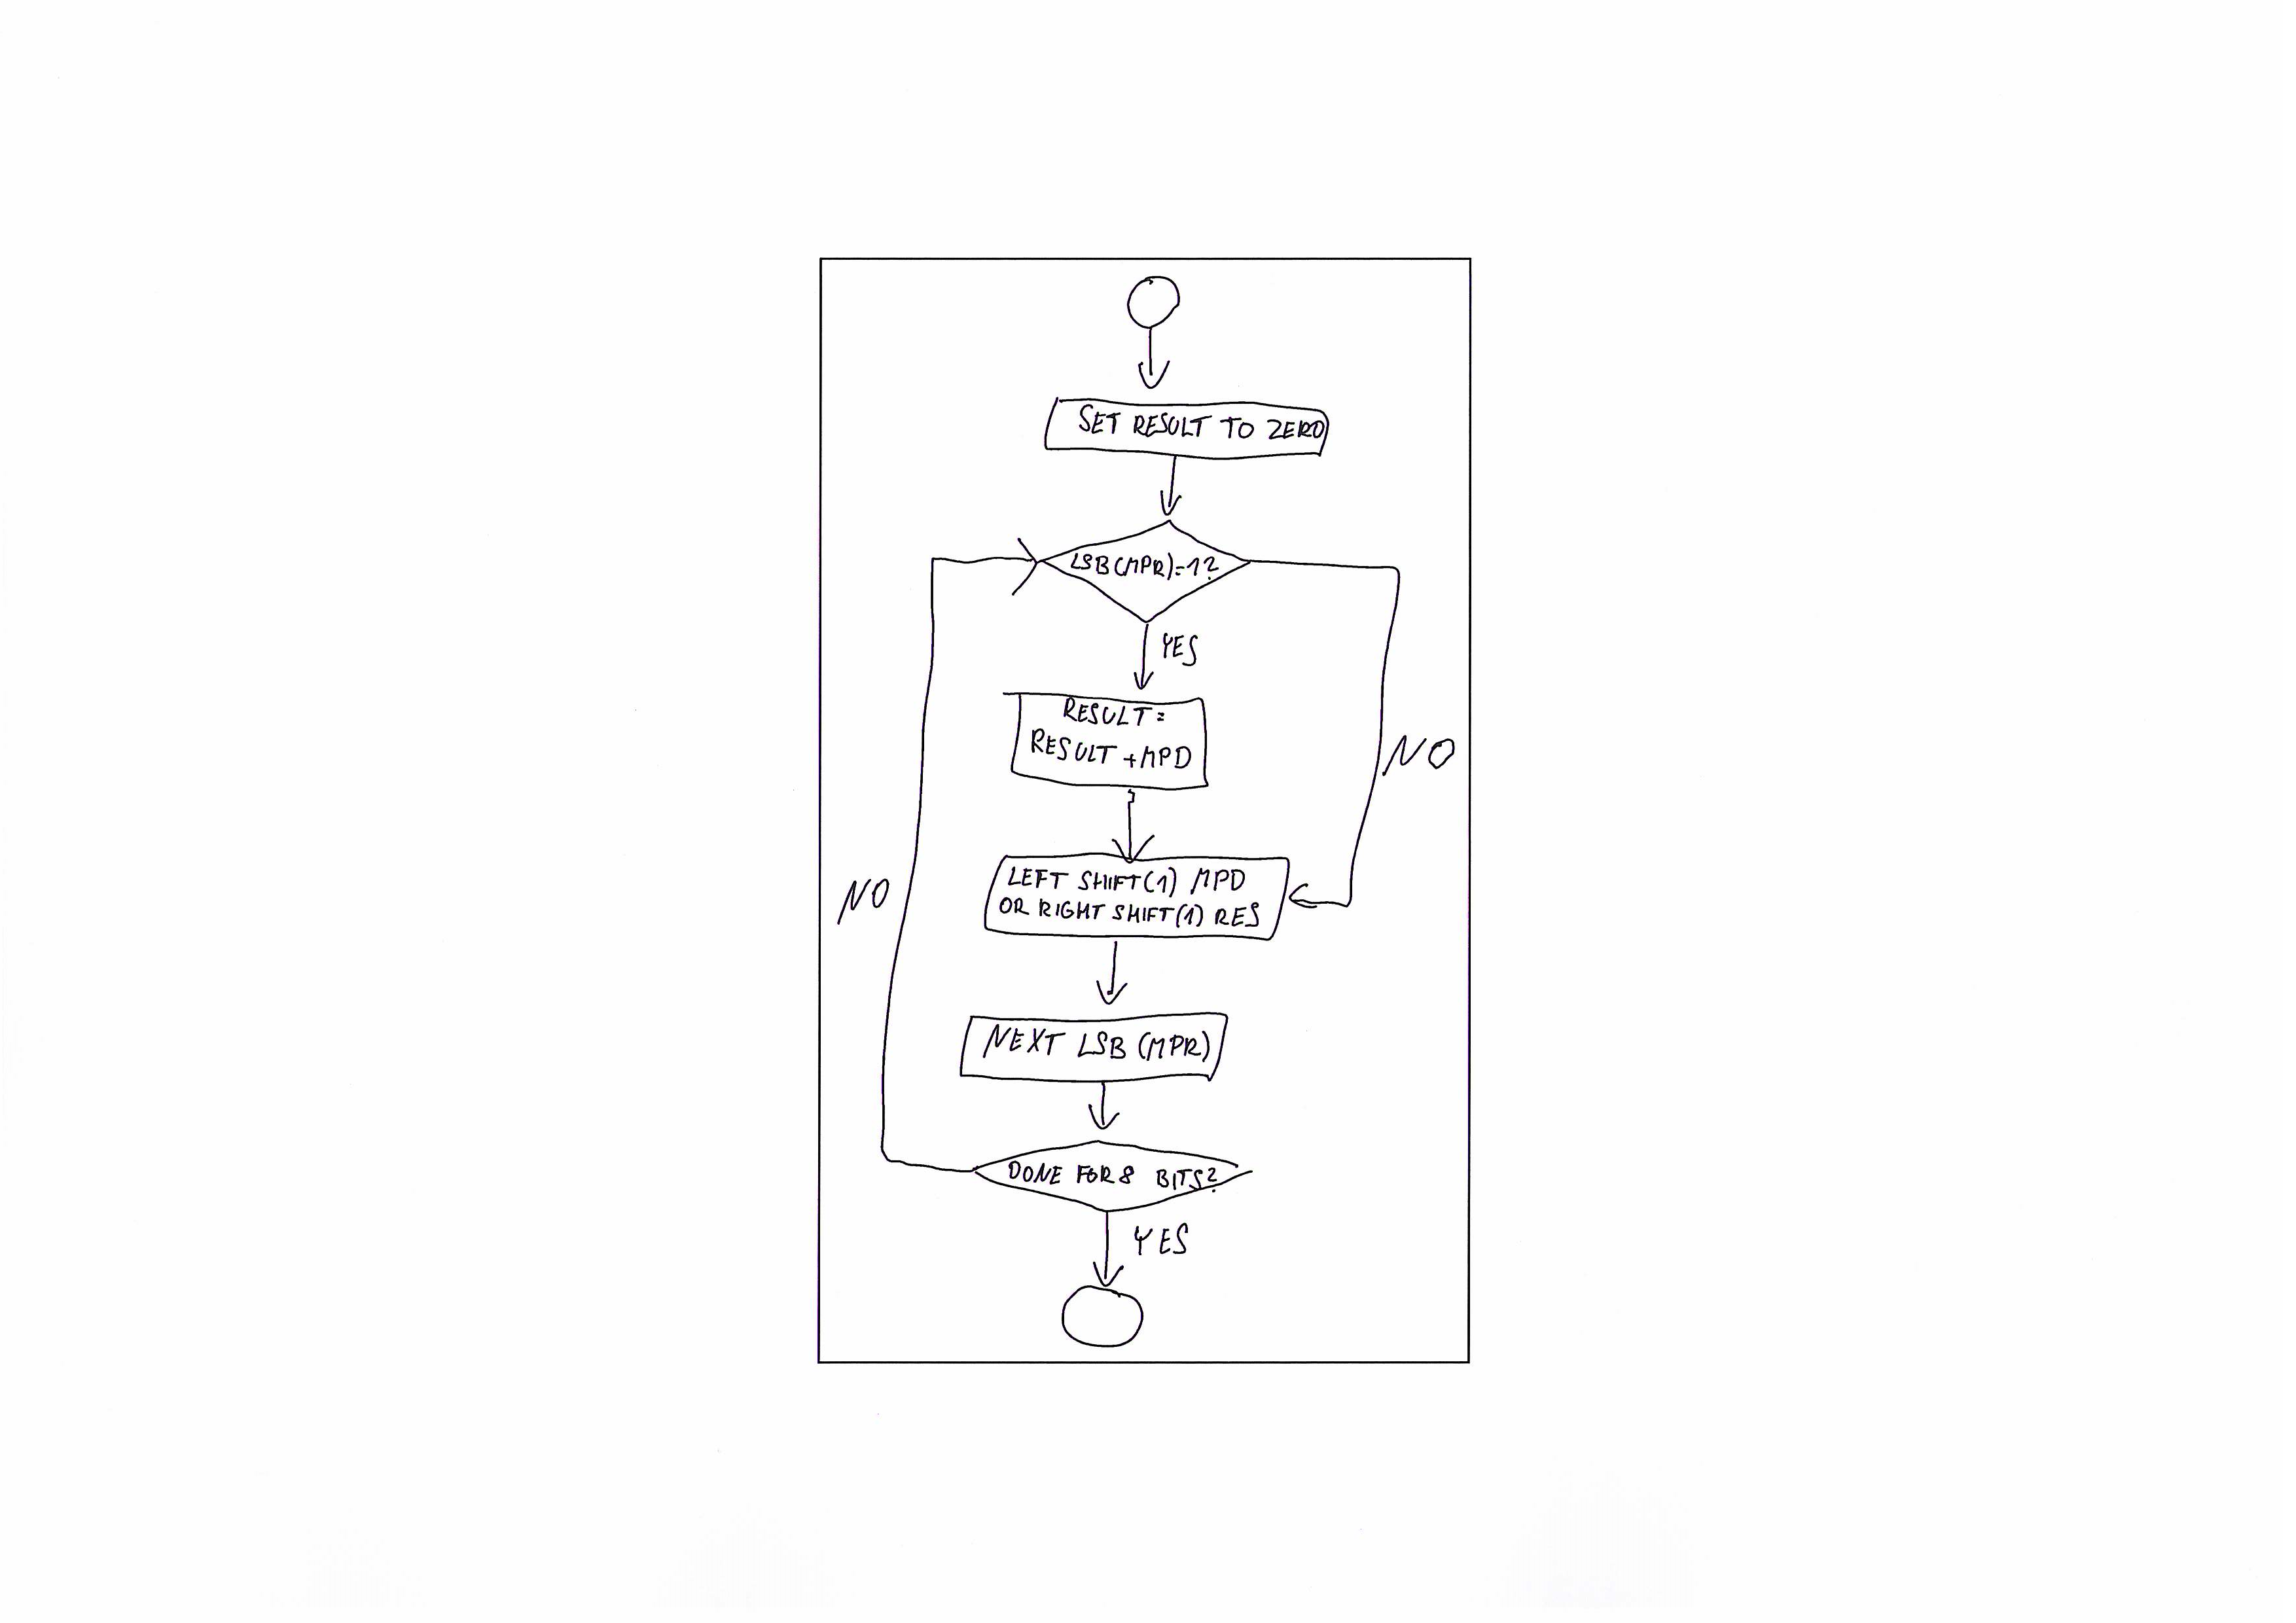 SET RESULT TO ZERO
LSB(MPR)=1?
YES
RESULT=
RESULT+MPD
NO
LEFT SHIFT(1) MPD
OR RIGHT SHIFT(1) RES
NO
NEXT LSB (MPR)
DONE FOR 8 BITS?
YES